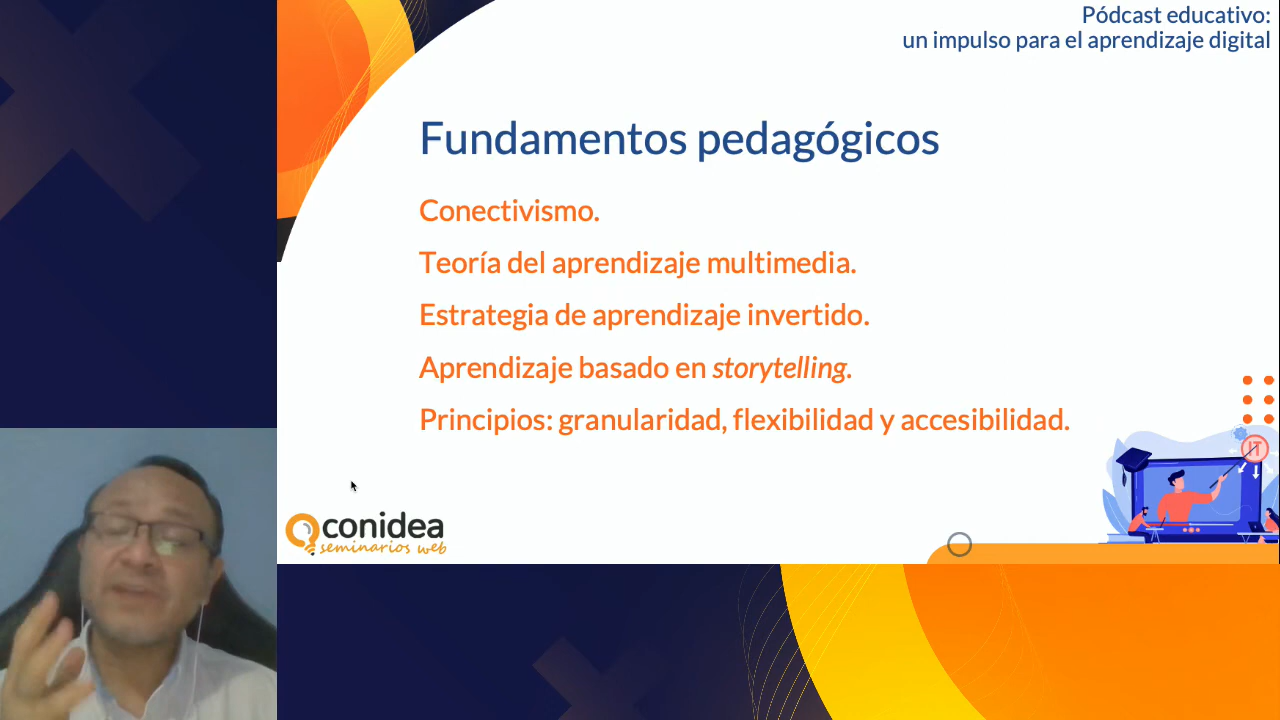 Pódcast educativo:
un impulso para el aprendizaje digital
Fundamentos pedagógicos
Conectivismo.
Teoría del aprendizaje multimedia.
Estrategia de aprendizaje invertido.
Aprendizaje basado en storytelling.
Principios: granularidad, flexibilidad y accesibilidad.
IT
conidea
seminarios web